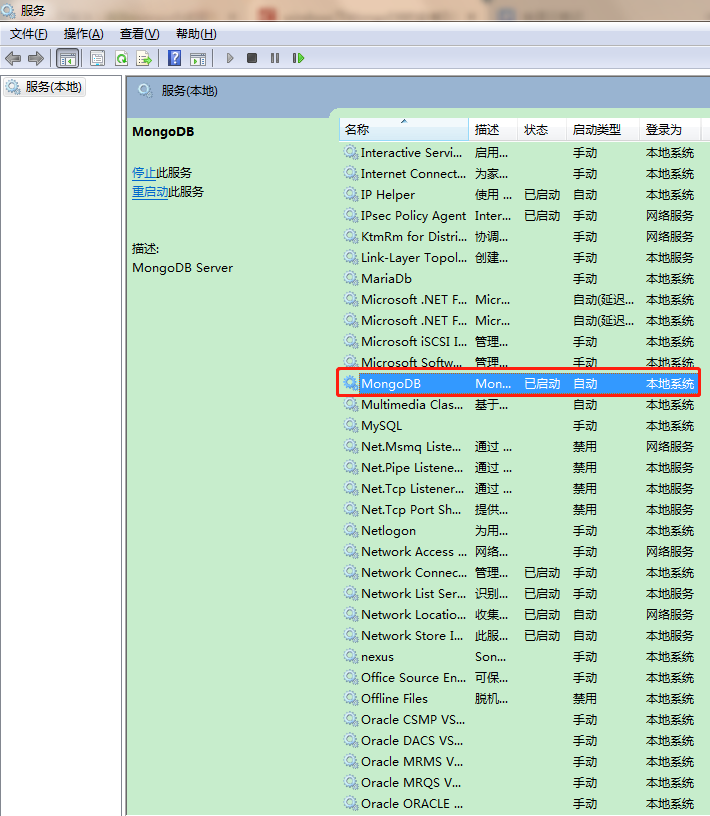 服务
文件(F) 操作(A) 查看(V) 帮助(H)
服务(本地)
服务(本地)
MongoDB
停止此服务
重启动此服务
描述:
MongoDB Server
名称 描述 状态 启动类型 登录为
Interactive Servi... 启用... 手动 本地系统
Internet Connect... 为家... 手动 本地系统
IP Helper 使用 ... 已启动 自动 本地系统
IPsec Policy Agent Inter... 已启动 手动 网络服务
KtmRm for Distri... 协调... 手动 网络服务
Link-Layer Topol... 创建... 手动 本地服务
MariaDb 手动 本地系统
Microsoft .NET F... Micr... 自动(延迟... 本地系统
Microsoft .NET F... Micr... 自动(延迟... 本地系统
Microsoft iSCSI I... 管理... 手动 本地系统
Microsoft Softw... 管理... 手动 本地系统
MongoDB Mon... 已启动 自动 本地系统
Multimedia Clas... 基于... 自动 本地系统
MySQL 手动 本地系统
Net.Msmq Liste... 通过 ... 禁用 网络服务
Net.Pipe Listene... 通过 ... 禁用 本地服务
Net.Tcp Listener... 通过 ... 禁用 本地服务
Net.Tcp Port Sh... 提供... 禁用 本地服务
Netlogon 为用... 手动 本地系统
Network Access ... 网络... 手动 网络服务
Network Connec... 管理... 已启动 手动 本地系统
Network List Ser... 识别... 已启动 手动 本地服务
Network Locatio... 收集... 已启动 自动 网络服务
Network Store I... 此服... 已启动 自动 本地服务
nexus Son... 手动 本地系统
Office Source En... 可保... 手动 本地系统
Offline Files 脱机... 禁用 本地系统
Oracle CSMP VS... 手动 本地系统
Oracle DACS VS... 手动 本地系统
Oracle MRMS V... 手动 本地系统
Oracle MRQS V... 手动 本地系统
Oracle ORACLE ... 手动 本地系统